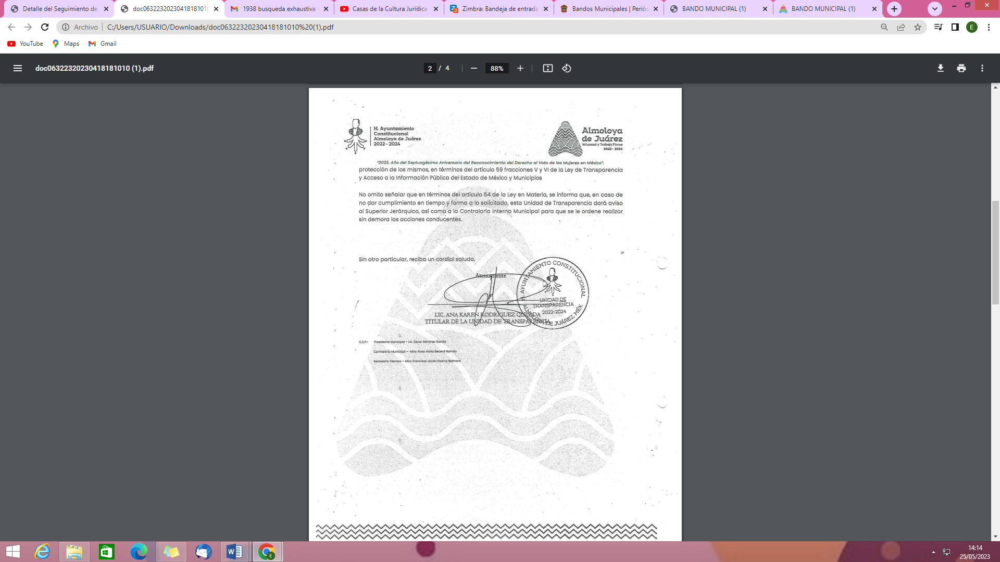 Detalle del Seguimiento de
doc06322320230418181010
1938 busqueda exhaustiva
Casas de la Cultura Jurídica
Zimbra: Bandeja de entrada
Bandos Municipales | Periód
BANDO MUNICIPAL (1)
BANDO MUNICIPAL (1)
Archivo
C:/Users/USUARIO/Downloads/doc06322320230418181010%20(1).pdf
E
YouTube
Maps
Gmail
doc06322320230418181010 (1).pdf
2 / 4
88%
H. Ayuntamiento
Constitucional
Almoloya de Juárez
2022 - 2024
Almoloya
de Juárez
Voluntad y Trabajo Firme
2022 - 2024
"2023. Año del Septuagésimo Aniversario del Reconocimiento del Derecho al Voto de las Mujeres en México".
protección de los mismos, en términos del artículo 59 fracciones V y VI de la Ley de Transparencia
y Acceso a la Información Pública del Estado de México y Municipios
No omito señalar que en términos del artículo 54 de la Ley en Materia, se informa que, en caso de
no dar cumplimiento en tiempo y forma a lo solicitado, esta Unidad de Transparencia dará aviso
al Superior Jerárquico, así como a la Contraloría Interna Municipal para que se le ordene realizar
sin demora las acciones conducentes.
Sin otro particular, reciba un cordial saludo.
Atentamente
H. AYUNTAMIENTO CONSTITUCIONAL
UNIDAD DE
TRANSPARENCIA
2022-2024
ALMOLOYA DE JUÁREZ, MÉX.
LIC. ANA KAREN RODRIGUEZ QUIJADA
TITULAR DE LA UNIDAD DE TRANSPARENCIA
C.C.P.- Presidente Municipal – Lic. Óscar Sánchez García
Contraloría Municipal – Mtra. Rosa María Becerril Ramiro
Secretario Técnico – Mtro. Francisco Javier Osorno Belmont.
14:14
25/05/2023